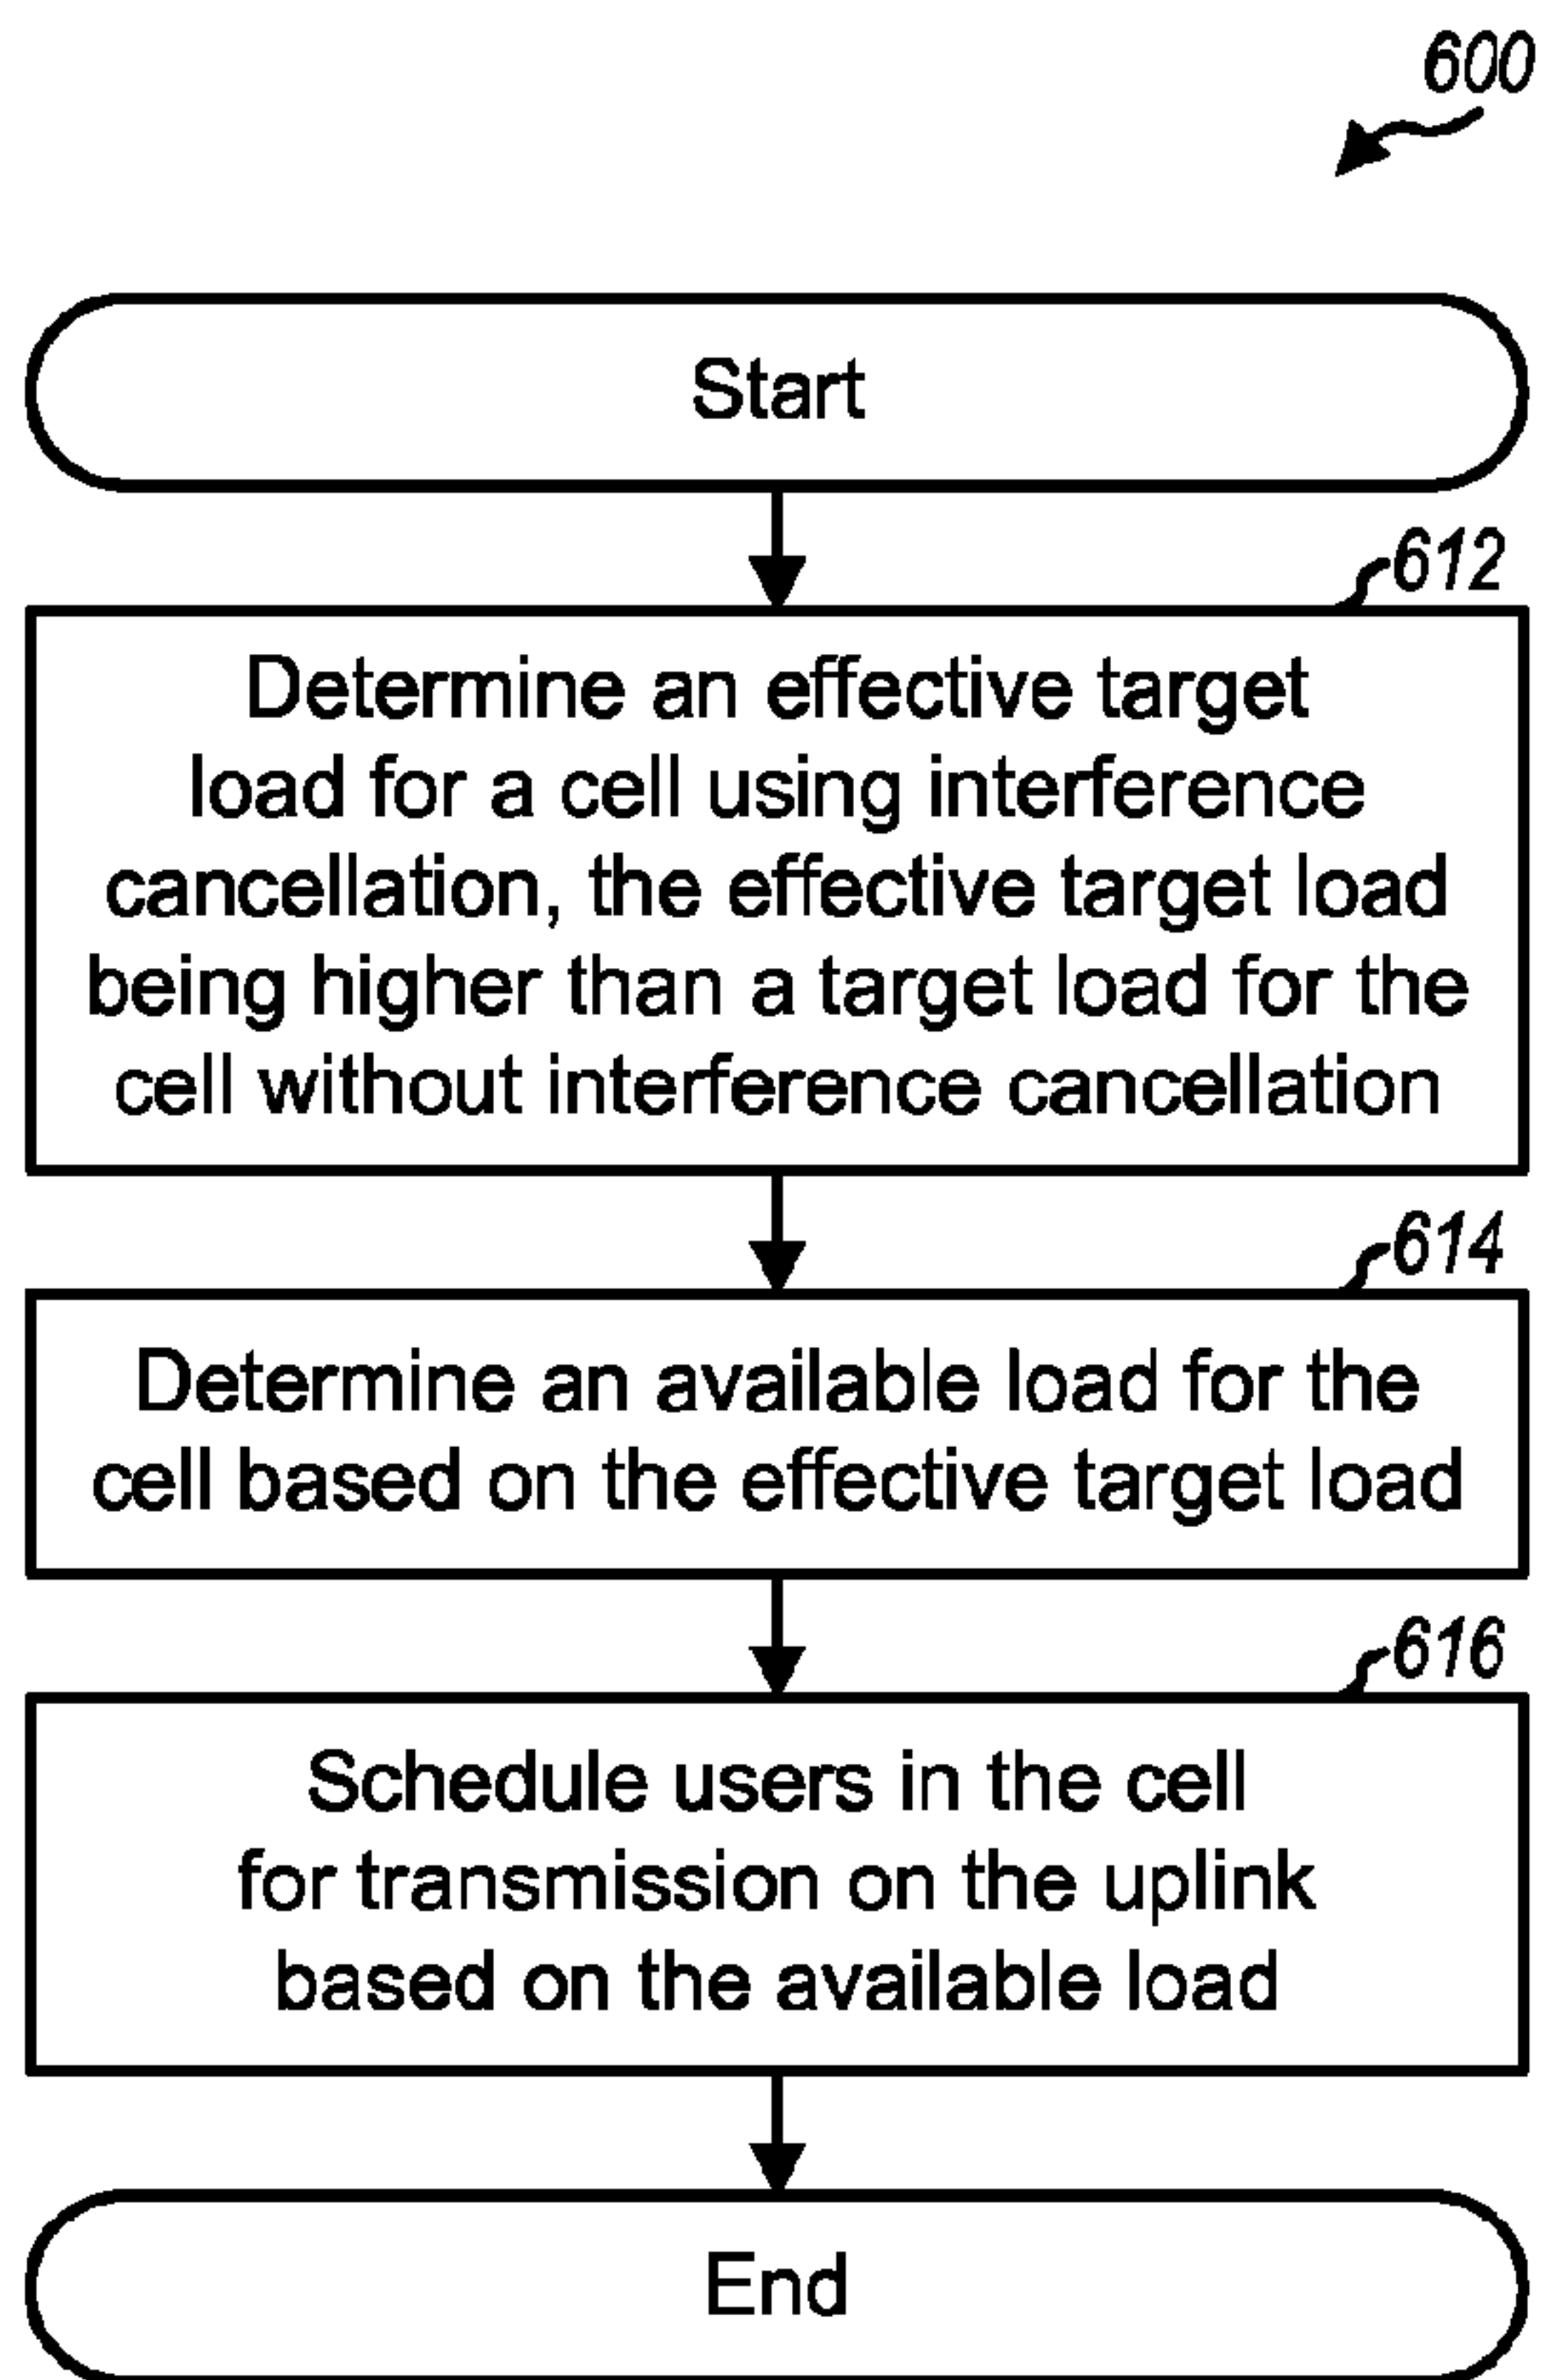 600
Start
612
Determine an effective target
load for a cell using interference
cancellation, the effective target load
being higher than a target load for the
cell without interference cancellation
614
Determine an available load for the
cell based on the effective target load
616
Schedule users in the cell
for transmission on the uplink
based on the available load
End